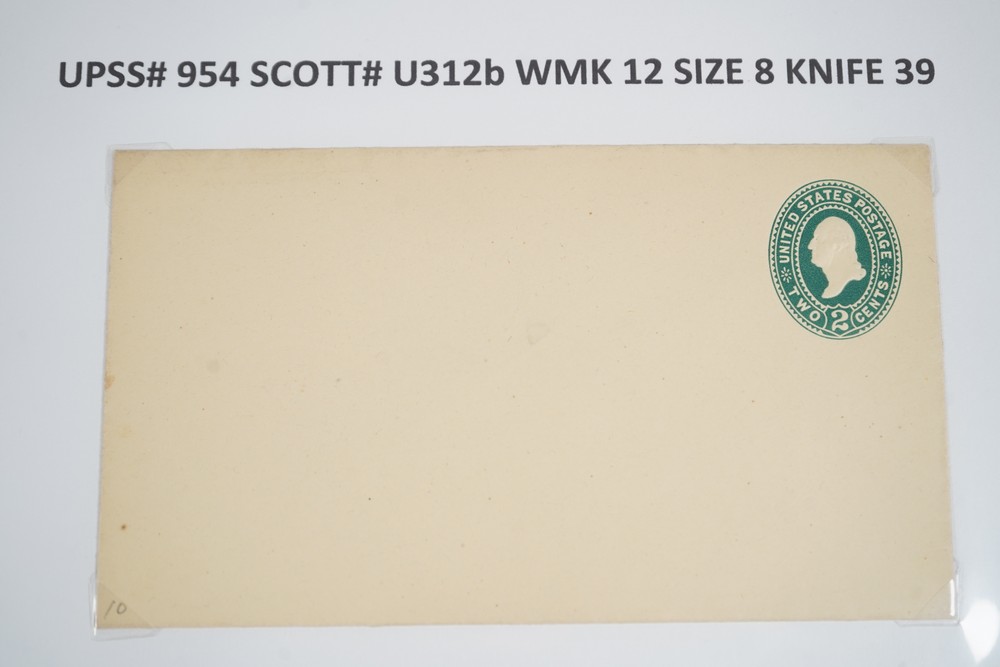 UPSS# 954 SCOTT# U312b WMK 12 SIZE 8 KNIFE 39
UNITED STATES POSTAGE
TWO 2 CENTS
10